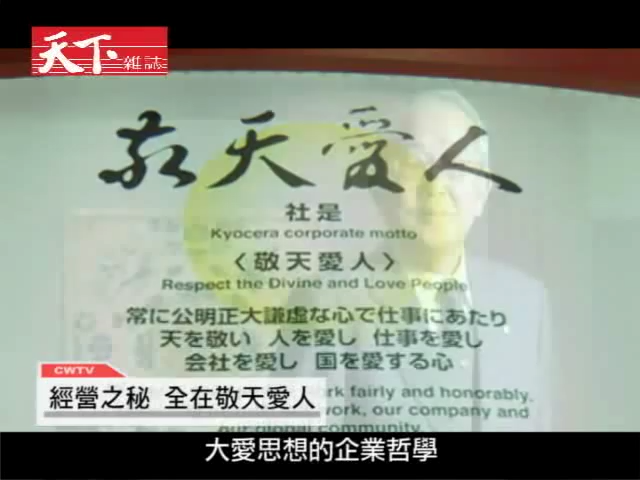 天下雜誌
敬天愛人
社是
Kyocera corporate motto
〈敬天愛人〉
Respect the Divine and Love People
常に公明正大謙虚な心で仕事にあたり
天を敬い 人を愛し 仕事を愛し
会社を愛し 国を愛する心
CWTV
經營之秘 全在敬天愛人
rk fairly and honorably,
work, our company and
our global community.
大愛思想的企業哲學